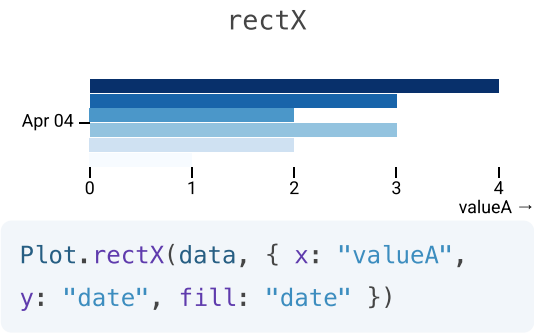 rectX
Apr 04
0 1 2 3 4
valueA →
Plot.rectX(data, { x: "valueA",
y: "date", fill: "date" })